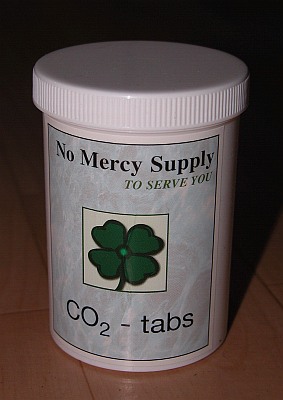 No Mercy Supply
TO SERVE YOU
CO₂ - tabs